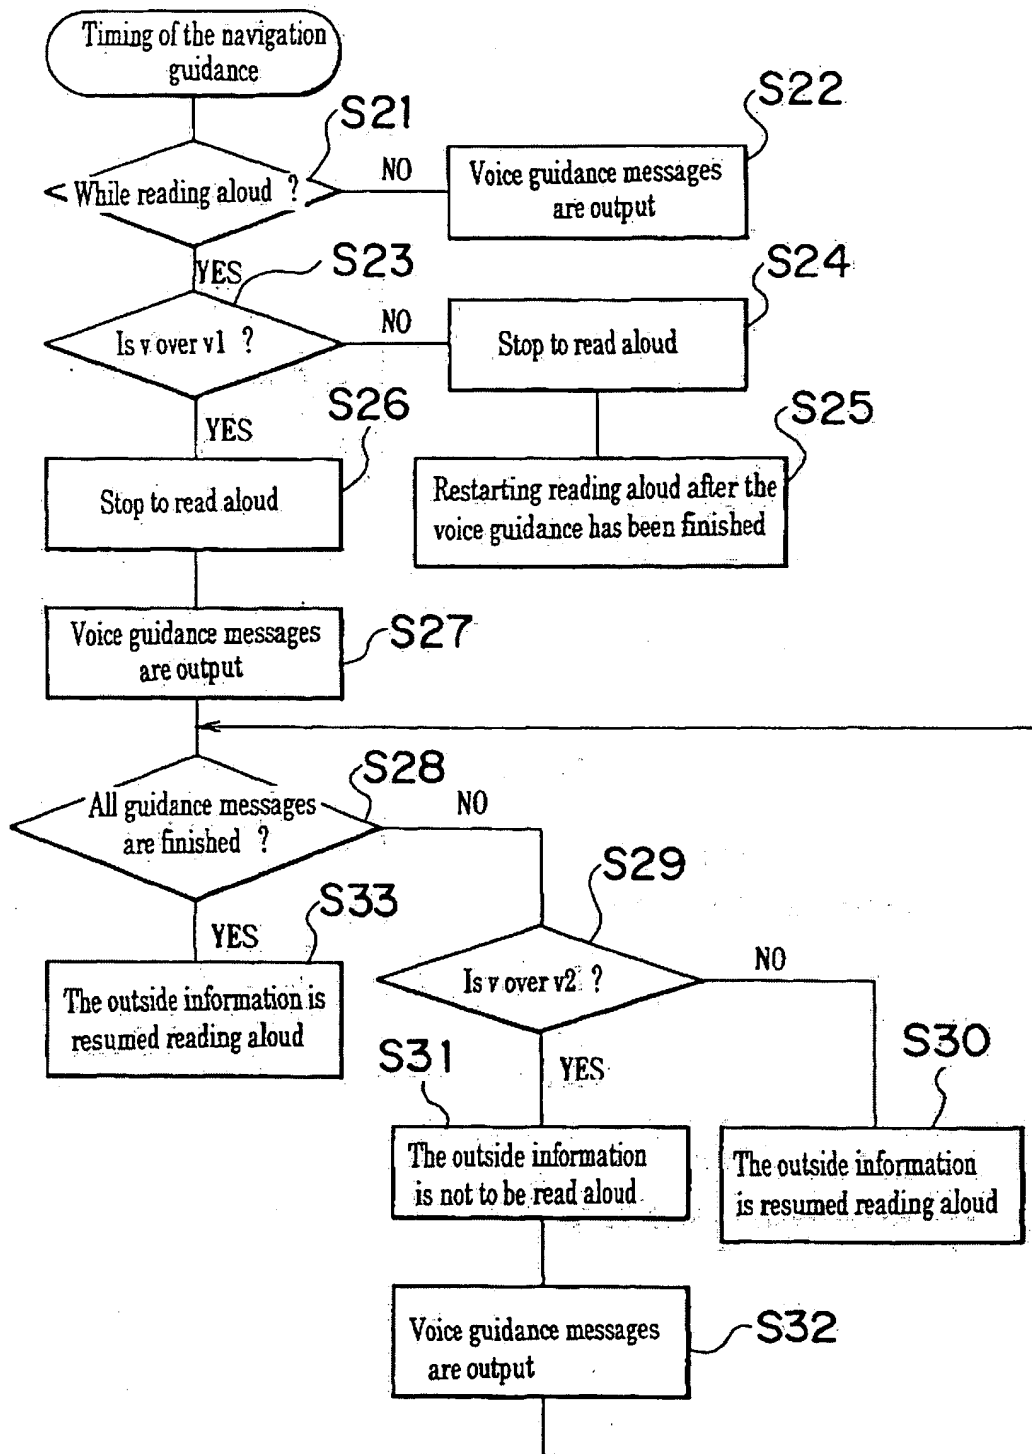 Timing of the navigation
guidance
S21
While reading aloud ?
NO
S22
Voice guidance messages
are output
YES
S23
Is v over v1 ?
NO
S24
Stop to read aloud
S25
Restarting reading aloud after the
voice guidance has been finished
YES
S26
Stop to read aloud
Voice guidance messages
are output
S27
S28
All guidance messages
are finished ?
NO
YES
S33
The outside information is
resumed reading aloud
S29
Is v over v2 ?
NO
S30
The outside information
is resumed reading aloud
S31
YES
The outside information
is not to be read aloud
Voice guidance messages
are output
S32